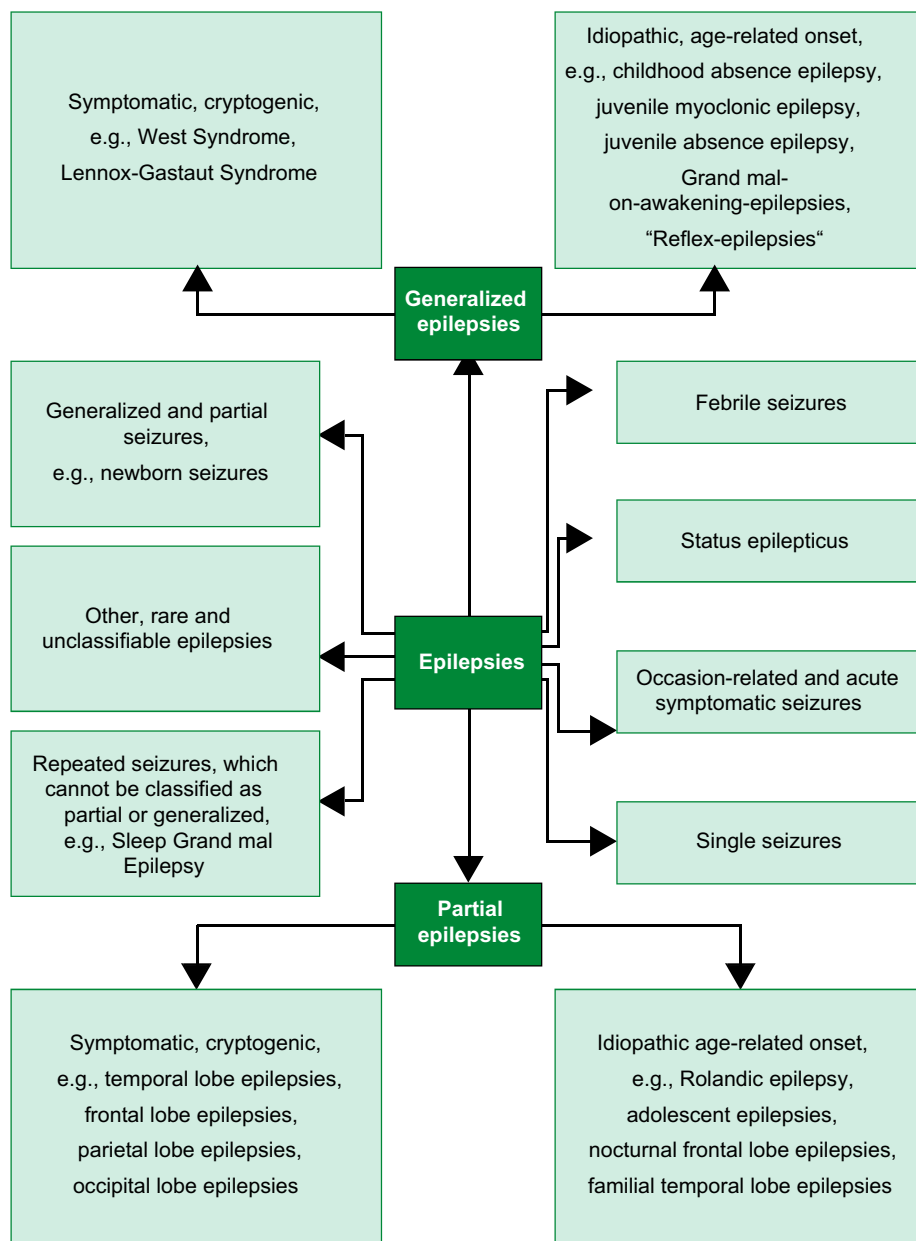 Symptomatic, cryptogenic,
e.g., West Syndrome,
Lennox-Gastaut Syndrome
Idiopathic, age-related onset,
e.g., childhood absence epilepsy,
juvenile myoclonic epilepsy,
juvenile absence epilepsy,
Grand mal-
on-awakening-epilepsies,
“Reflex-epilepsies“
Generalized
epilepsies
Generalized and partial
seizures,
e.g., newborn seizures
Febrile seizures
Status epilepticus
Other, rare and
unclassifiable epilepsies
Epilepsies
Occasion-related and acute
symptomatic seizures
Repeated seizures, which
cannot be classified as
partial or generalized,
e.g., Sleep Grand mal
Epilepsy
Single seizures
Partial
epilepsies
Symptomatic, cryptogenic,
e.g., temporal lobe epilepsies,
frontal lobe epilepsies,
parietal lobe epilepsies,
occipital lobe epilepsies
Idiopathic age-related onset,
e.g., Rolandic epilepsy,
adolescent epilepsies,
nocturnal frontal lobe epilepsies,
familial temporal lobe epilepsies